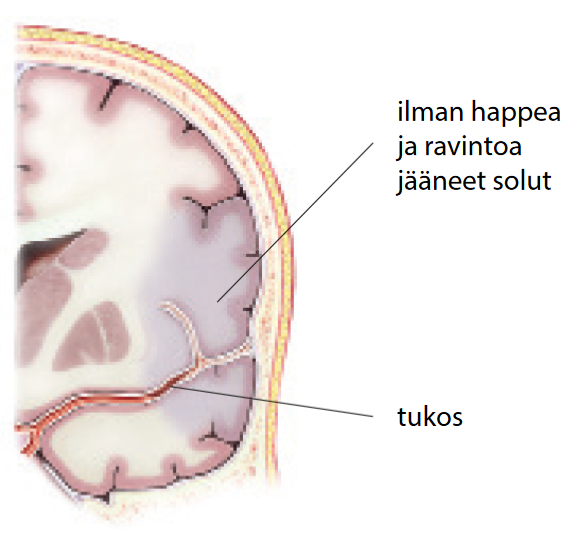 ilman happea
ja ravintoa
jääneet solut
tukos